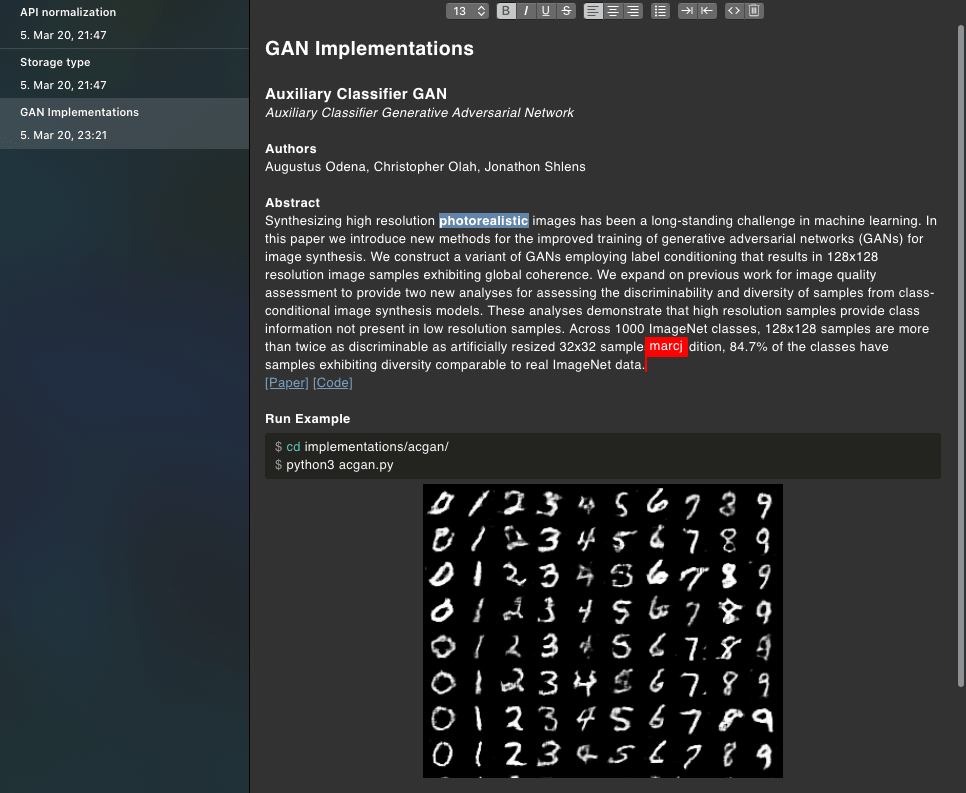 API normalization
5. Mar 20, 21:47
Storage type
5. Mar 20, 21:47
GAN Implementations
5. Mar 20, 23:21
13 B I U S
GAN Implementations
Auxiliary Classifier GAN
Auxiliary Classifier Generative Adversarial Network
Authors
Augustus Odena, Christopher Olah, Jonathon Shlens
Abstract
Synthesizing high resolution photorealistic images has been a long-standing challenge in machine learning. In
this paper we introduce new methods for the improved training of generative adversarial networks (GANs) for
image synthesis. We construct a variant of GANs employing label conditioning that results in 128x128
resolution image samples exhibiting global coherence. We expand on previous work for image quality
assessment to provide two new analyses for assessing the discriminability and diversity of samples from class-
conditional image synthesis models. These analyses demonstrate that high resolution samples provide class
information not present in low resolution samples. Across 1000 ImageNet classes, 128x128 samples are more
than twice as discriminable as artificially resized 32x32 sample marcj dition, 84.7% of the classes have
samples exhibiting diversity comparable to real ImageNet data.
[Paper] [Code]
Run Example
$ cd implementations/acgan/
$ python3 acgan.py
0 1 2 3 4 5 6 7 8 9
0 1 2 3 4 5 6 7 8 9
0 1 2 3 4 5 6 7 8 9
0 1 2 3 4 5 6 7 8 9
0 1 2 3 4 5 6 7 8 9
0 1 2 3 4 5 6 7 8 9
0 1 2 3 4 5 6 7 8 9
0 1 2 3 4 5 6 7 8 9